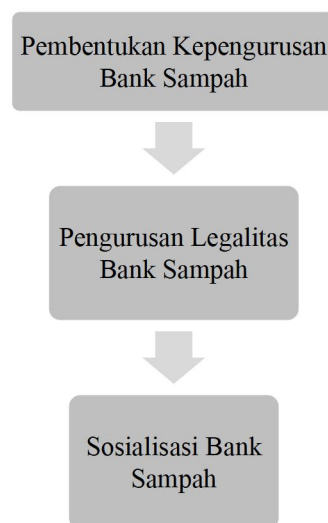 Pembentukan Kepengurusan
Bank Sampah
Pengurusan Legalitas
Bank Sampah
Sosialisasi Bank
Sampah